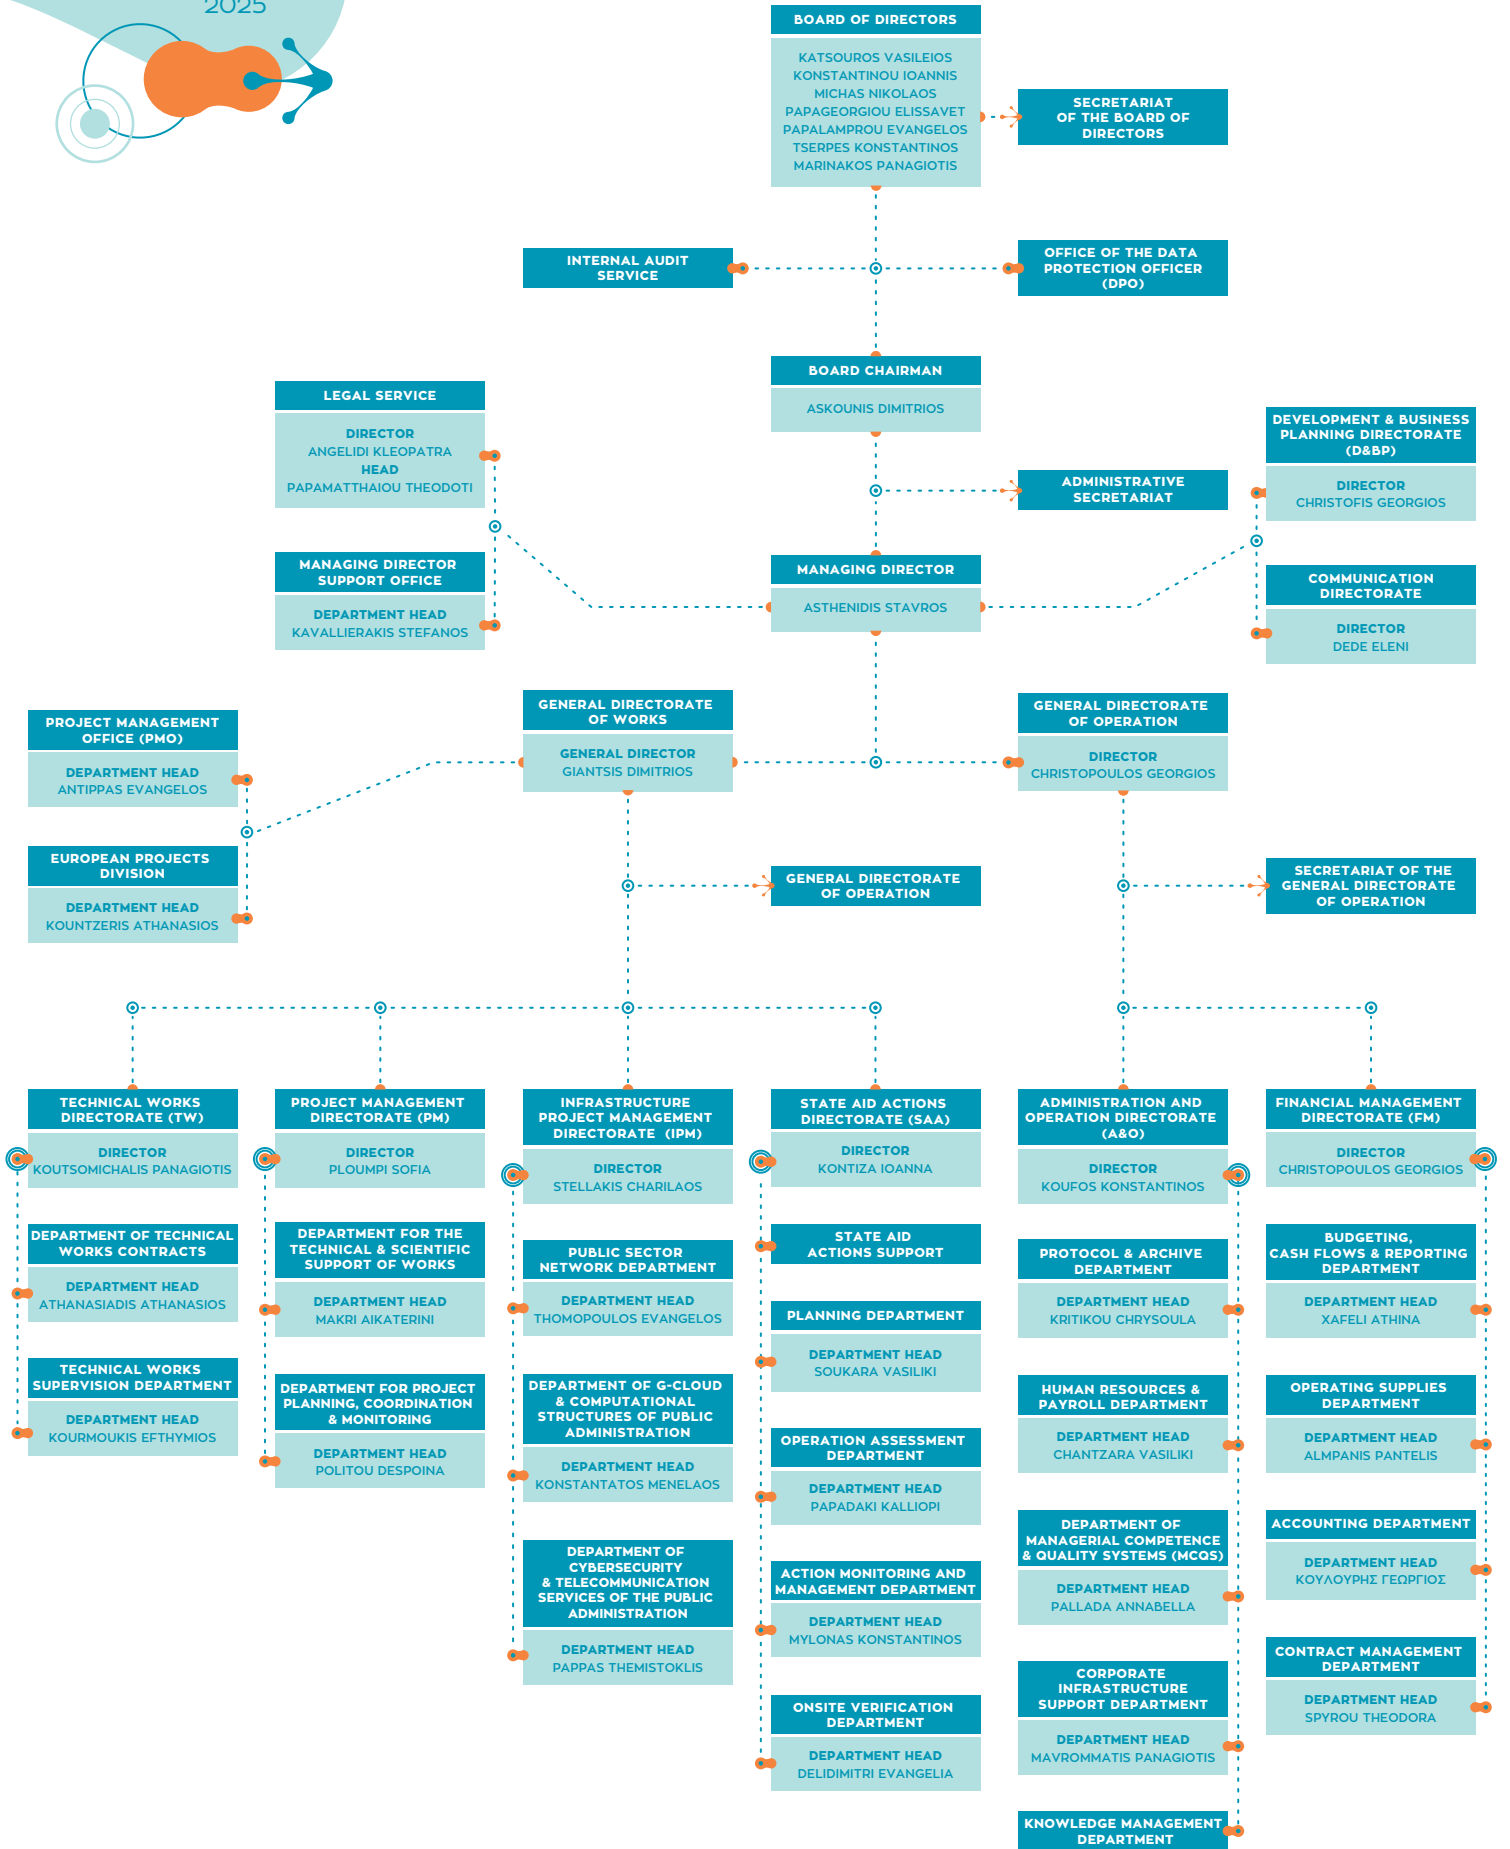 2025
BOARD OF DIRECTORS
KATSOUROS VASILEIOS
KONSTANTINOU IOANNIS
MICHAS NIKOLAOS
PAPAGEORGIOU ELISSAVET
PAPALAMPROU EVANGELOS
TSERPES KONSTANTINOS
MARINAKOS PANAGIOTIS
SECRETARIAT
OF THE BOARD OF
DIRECTORS
INTERNAL AUDIT
SERVICE
OFFICE OF THE DATA
PROTECTION OFFICER
(DPO)
BOARD CHAIRMAN
ASKOUNIS DIMITRIOS
LEGAL SERVICE
DIRECTOR
ANGELIDI KLEOPATRA
HEAD
PAPAMATTHAIOU THEODOTI
ADMINISTRATIVE
SECRETARIAT
DEVELOPMENT & BUSINESS
PLANNING DIRECTORATE
(D&BP)
DIRECTOR
CHRISTOFIS GEORGIOS
MANAGING DIRECTOR
SUPPORT OFFICE
DEPARTMENT HEAD
KAVALLIERAKIS STEFANOS
MANAGING DIRECTOR
ASTHENIDIS STAVROS
COMMUNICATION
DIRECTORATE
DIRECTOR
DEDE ELENI
PROJECT MANAGEMENT
OFFICE (PMO)
DEPARTMENT HEAD
ANTIPPAS EVANGELOS
GENERAL DIRECTORATE
OF WORKS
GENERAL DIRECTOR
GIANTSIS DIMITRIOS
GENERAL DIRECTORATE
OF OPERATION
DIRECTOR
CHRISTOPOULOS GEORGIOS
EUROPEAN PROJECTS
DIVISION
DEPARTMENT HEAD
KOUNTZERIS ATHANASIOS
GENERAL DIRECTORATE
OF OPERATION
SECRETARIAT OF THE
GENERAL DIRECTORATE
OF OPERATION
TECHNICAL WORKS
DIRECTORATE (TW)
DIRECTOR
KOUTSOMICHALIS PANAGIOTIS
DEPARTMENT OF TECHNICAL
WORKS CONTRACTS
DEPARTMENT HEAD
ATHANASIADIS ATHANASIOS
TECHNICAL WORKS
SUPERVISION DEPARTMENT
DEPARTMENT HEAD
KOURMOUKIS EFTHYMIOS
PROJECT MANAGEMENT
DIRECTORATE (PM)
DIRECTOR
PLOUMPI SOFIA
DEPARTMENT FOR THE
TECHNICAL & SCIENTIFIC
SUPPORT OF WORKS
DEPARTMENT HEAD
MAKRI AIKATERINI
DEPARTMENT FOR PROJECT
PLANNING, COORDINATION
& MONITORING
DEPARTMENT HEAD
POLITOU DESPOINA
INFRASTRUCTURE
PROJECT MANAGEMENT
DIRECTORATE (IPM)
DIRECTOR
STELLAKIS CHARILAOS
PUBLIC SECTOR
NETWORK DEPARTMENT
DEPARTMENT HEAD
THOMOPOULOS EVANGELOS
DEPARTMENT OF G-CLOUD
& COMPUTATIONAL
STRUCTURES OF PUBLIC
ADMINISTRATION
DEPARTMENT HEAD
KONSTANTATOS MENELAOS
DEPARTMENT OF
CYBERSECURITY
& TELECOMMUNICATION
SERVICES OF THE PUBLIC
ADMINISTRATION
DEPARTMENT HEAD
PAPPAS THEMISTOKLIS
STATE AID ACTIONS
DIRECTORATE (SAA)
DIRECTOR
KONTIZA IOANNA
STATE AID
ACTIONS SUPPORT
PLANNING DEPARTMENT
DEPARTMENT HEAD
SOUKARA VASILIKI
OPERATION ASSESSMENT
DEPARTMENT
DEPARTMENT HEAD
PAPADAKI KALLIOPI
ACTION MONITORING AND
MANAGEMENT DEPARTMENT
DEPARTMENT HEAD
MYLONAS KONSTANTINOS
ONSITE VERIFICATION
DEPARTMENT
DEPARTMENT HEAD
DELIDIMITRI EVANGELIA
ADMINISTRATION AND
OPERATION DIRECTORATE
(A&O)
DIRECTOR
KOUFOS KONSTANTINOS
PROTOCOL & ARCHIVE
DEPARTMENT
DEPARTMENT HEAD
KRITIKOU CHRYSOULA
HUMAN RESOURCES &
PAYROLL DEPARTMENT
DEPARTMENT HEAD
CHANTZARA VASILIKI
DEPARTMENT OF
MANAGERIAL COMPETENCE
& QUALITY SYSTEMS (MCQS)
DEPARTMENT HEAD
PALLADA ANNABELLA
CORPORATE
INFRASTRUCTURE
SUPPORT DEPARTMENT
DEPARTMENT HEAD
MAVROMMATIS PANAGIOTIS
KNOWLEDGE MANAGEMENT
DEPARTMENT
FINANCIAL MANAGEMENT
DIRECTORATE (FM)
DIRECTOR
CHRISTOPOULOS GEORGIOS
BUDGETING,
CASH FLOWS & REPORTING
DEPARTMENT
DEPARTMENT HEAD
XAFELI ATHINA
OPERATING SUPPLIES
DEPARTMENT
DEPARTMENT HEAD
ALMPANIS PANTELIS
ACCOUNTING DEPARTMENT
DEPARTMENT HEAD
ΚΟΥΛΟΥΡΗΣ ΓΕΩΡΓΙΟΣ
CONTRACT MANAGEMENT
DEPARTMENT
DEPARTMENT HEAD
SPYROU THEODORA